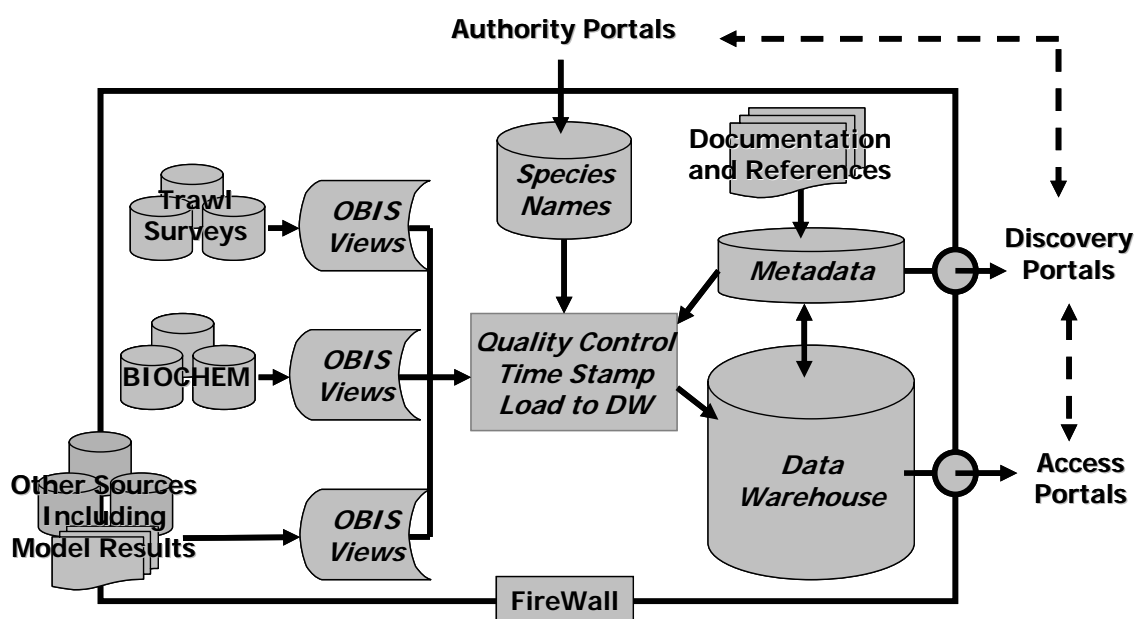 Authority Portals
Documentation
and References
Species
Names
Trawl
Surveys
OBIS
Views
Metadata
Discovery
Portals
Quality Control
Time Stamp
Load to DW
BIOCHEM
OBIS
Views
Data
Warehouse
Access
Portals
Other Sources
Including
Model Results
OBIS
Views
FireWall